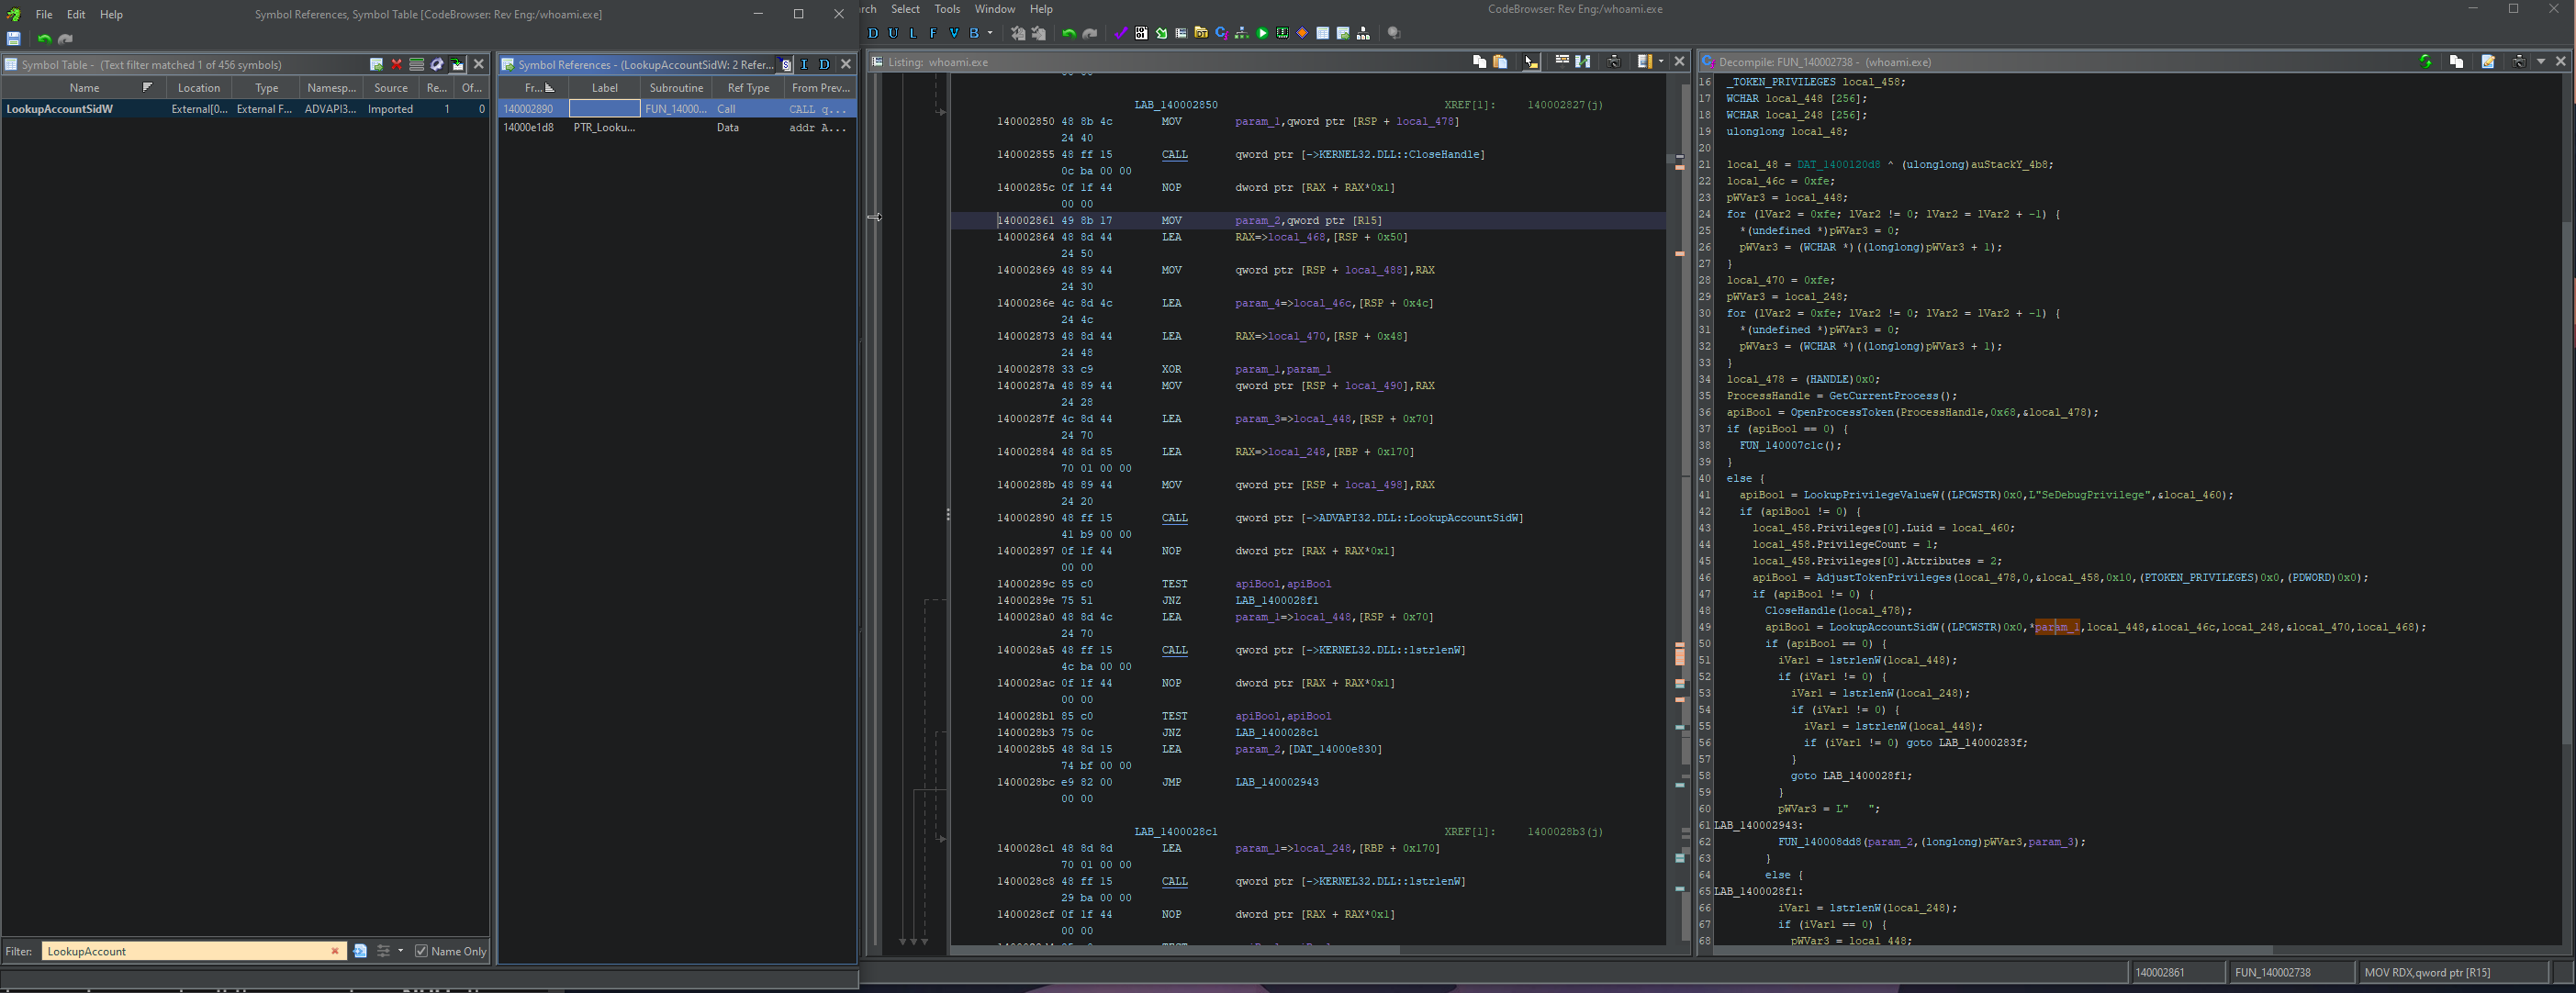 File Edit Help
Symbol References, Symbol Table [CodeBrowser: Rev Eng:/whoami.exe]
Symbol Table - (Text filter matched 1 of 456 symbols)
Name Location Type Namesp... Source Re... Of...
LookupAccountSidW External[0... External F... ADVAPI3... Imported 1 0
Filter: LookupAccount Name Only
Symbol References - (LookupAccountSidW: 2 Refer... I D
Fr... Label Subroutine Ref Type From Prev...
140002890 FUN_14000... Call CALL q...
14000e1d8 PTR_Looku... Data addr A...
rch Select Tools Window Help
CodeBrowser: Rev Eng:/whoami.exe
D U L F V B
Listing: whoami.exe
LAB_140002850 XREF[1]: 140002827(j)
140002850 48 8b 4c MOV param_1,qword ptr [RSP + local_478]
24 40
140002855 48 ff 15 CALL qword ptr [->KERNEL32.DLL::CloseHandle]
0c ba 00 00
14000285c 0f 1f 44 NOP dword ptr [RAX + RAX*0x1]
00 00
140002861 49 8b 17 MOV param_2,qword ptr [R15]
140002864 48 8d 44 LEA RAX=>local_468,[RSP + 0x50]
24 50
140002869 48 89 44 MOV qword ptr [RSP + local_488],RAX
24 30
14000286e 4c 8d 4c LEA param_4=>local_46c,[RSP + 0x4c]
24 4c
140002873 48 8d 44 LEA RAX=>local_470,[RSP + 0x48]
24 48
140002878 33 c9 XOR param_1,param_1
14000287a 48 89 44 MOV qword ptr [RSP + local_490],RAX
24 28
14000287f 4c 8d 44 LEA param_3=>local_448,[RSP + 0x70]
24 70
140002884 48 8d 85 LEA RAX=>local_248,[RBP + 0x170]
70 01 00 00
14000288b 48 89 44 MOV qword ptr [RSP + local_498],RAX
24 20
140002890 48 ff 15 CALL qword ptr [->ADVAPI32.DLL::LookupAccountSidW]
41 b9 00 00
140002897 0f 1f 44 NOP dword ptr [RAX + RAX*0x1]
00 00
14000289c 85 c0 TEST apiBool,apiBool
14000289e 75 51 JNZ LAB_1400028f1
1400028a0 48 8d 4c LEA param_1=>local_448,[RSP + 0x70]
24 70
1400028a5 48 ff 15 CALL qword ptr [->KERNEL32.DLL::lstrlenW]
4c ba 00 00
1400028ac 0f 1f 44 NOP dword ptr [RAX + RAX*0x1]
00 00
1400028b1 85 c0 TEST apiBool,apiBool
1400028b3 75 0c JNZ LAB_1400028c1
1400028b5 48 8d 15 LEA param_2,[DAT_14000e830]
74 bf 00 00
1400028bc e9 82 00 JMP LAB_140002943
00 00
LAB_1400028c1 XREF[1]: 1400028b3(j)
1400028c1 48 8d 8d LEA param_1=>local_248,[RBP + 0x170]
70 01 00 00
1400028c8 48 ff 15 CALL qword ptr [->KERNEL32.DLL::lstrlenW]
29 ba 00 00
1400028cf 0f 1f 44 NOP dword ptr [RAX + RAX*0x1]
00 00
Decompile: FUN_140002738 - (whoami.exe)
16 _TOKEN_PRIVILEGES local_458;
17 WCHAR local_448 [256];
18 WCHAR local_248 [256];
19 ulonglong local_48;
20
21 local_48 = DAT_1400120d8 ^ (ulonglong)auStackY_4b8;
22 local_46c = 0xfe;
23 pWVar3 = local_448;
24 for (lVar2 = 0xfe; lVar2 != 0; lVar2 = lVar2 + -1) {
25 *(undefined *)pWVar3 = 0;
26 pWVar3 = (WCHAR *)((longlong)pWVar3 + 1);
27 }
28 local_470 = 0xfe;
29 pWVar3 = local_248;
30 for (lVar2 = 0xfe; lVar2 != 0; lVar2 = lVar2 + -1) {
31 *(undefined *)pWVar3 = 0;
32 pWVar3 = (WCHAR *)((longlong)pWVar3 + 1);
33 }
34 local_478 = (HANDLE)0x0;
35 ProcessHandle = GetCurrentProcess();
36 apiBool = OpenProcessToken(ProcessHandle,0x68,&local_478);
37 if (apiBool == 0) {
38 FUN_140007c1c();
39 }
40 else {
41 apiBool = LookupPrivilegeValueW((LPCWSTR)0x0,L"SeDebugPrivilege",&local_460);
42 if (apiBool != 0) {
43 local_458.Privileges[0].Luid = local_460;
44 local_458.PrivilegeCount = 1;
45 local_458.Privileges[0].Attributes = 2;
46 apiBool = AdjustTokenPrivileges(local_478,0,&local_458,0x10,(PTOKEN_PRIVILEGES)0x0,(PDWORD)0x0);
47 if (apiBool != 0) {
48 CloseHandle(local_478);
49 apiBool = LookupAccountSidW((LPCWSTR)0x0,*param_1,local_448,&local_46c,local_248,&local_470,local_468);
50 if (apiBool == 0) {
51 iVar1 = lstrlenW(local_448);
52 if (iVar1 != 0) {
53 iVar1 = lstrlenW(local_248);
54 if (iVar1 != 0) {
55 iVar1 = lstrlenW(local_448);
56 if (iVar1 != 0) goto LAB_14000283f;
57 }
58 goto LAB_1400028f1;
59 }
60 pWVar3 = L"   ";
61 LAB_140002943:
62 FUN_140008dd8(param_2,(longlong)pWVar3,param_3);
63 }
64 else {
65 LAB_1400028f1:
66 iVar1 = lstrlenW(local_248);
67 if (iVar1 == 0) {
68 pWVar3 = local_448;
140002861 FUN_140002738 MOV RDX,qword ptr [R15]